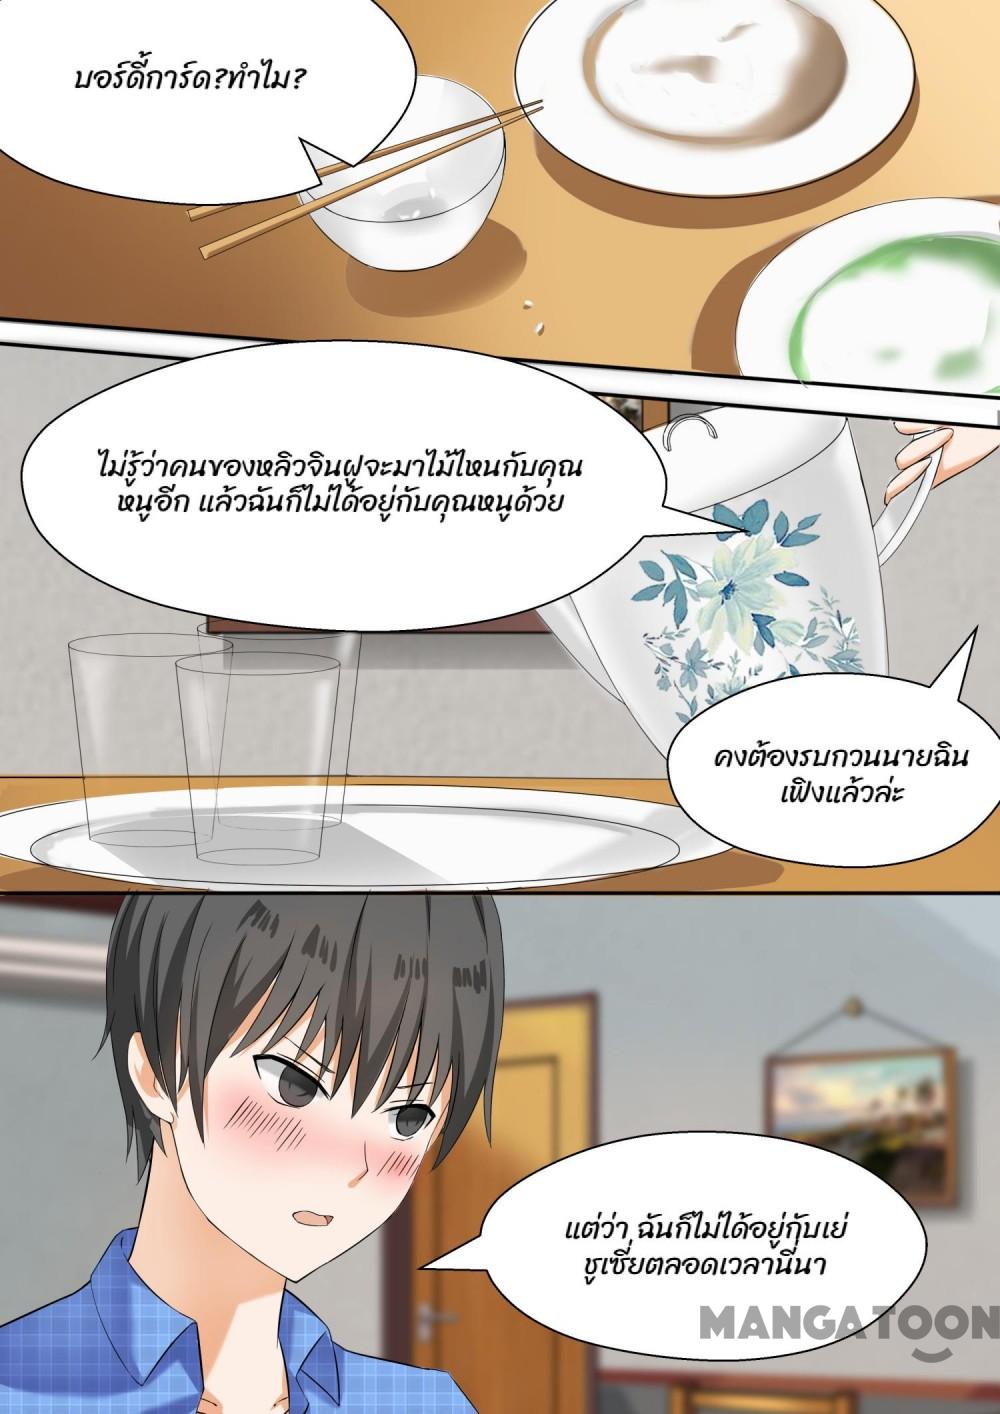 บอร์ดี้การ์ด?ทำไม?
ไม่รู้ว่าคนของหลิวจินฝูจะมาไม้ไหนกับคุณ
หนูอีก แล้วฉันก็ไม่ได้อยู่กับคุณหนูด้วย
คงต้องรบกวนนายฉิน
เฟิงแล้วล่ะ
แต่ว่า ฉันก็ไม่ได้อยู่กับเย่
ชูเซี่ยตลอดเวลานี่นา
MANGATOON